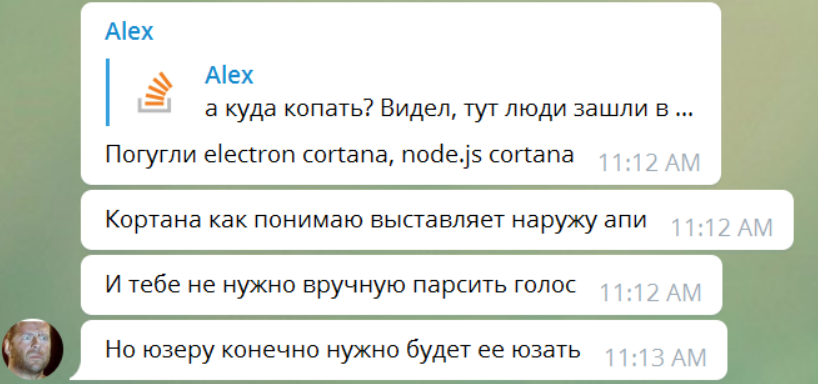 Alex
Alex
а куда копать? Видел, тут люди зашли в ...
Погугли electron cortana, node.js cortana 11:12 AM
Кортана как понимаю выставляет наружу апи 11:12 AM
И тебе не нужно вручную парсить голос 11:12 AM
Но юзеру конечно нужно будет ее юзать 11:13 AM